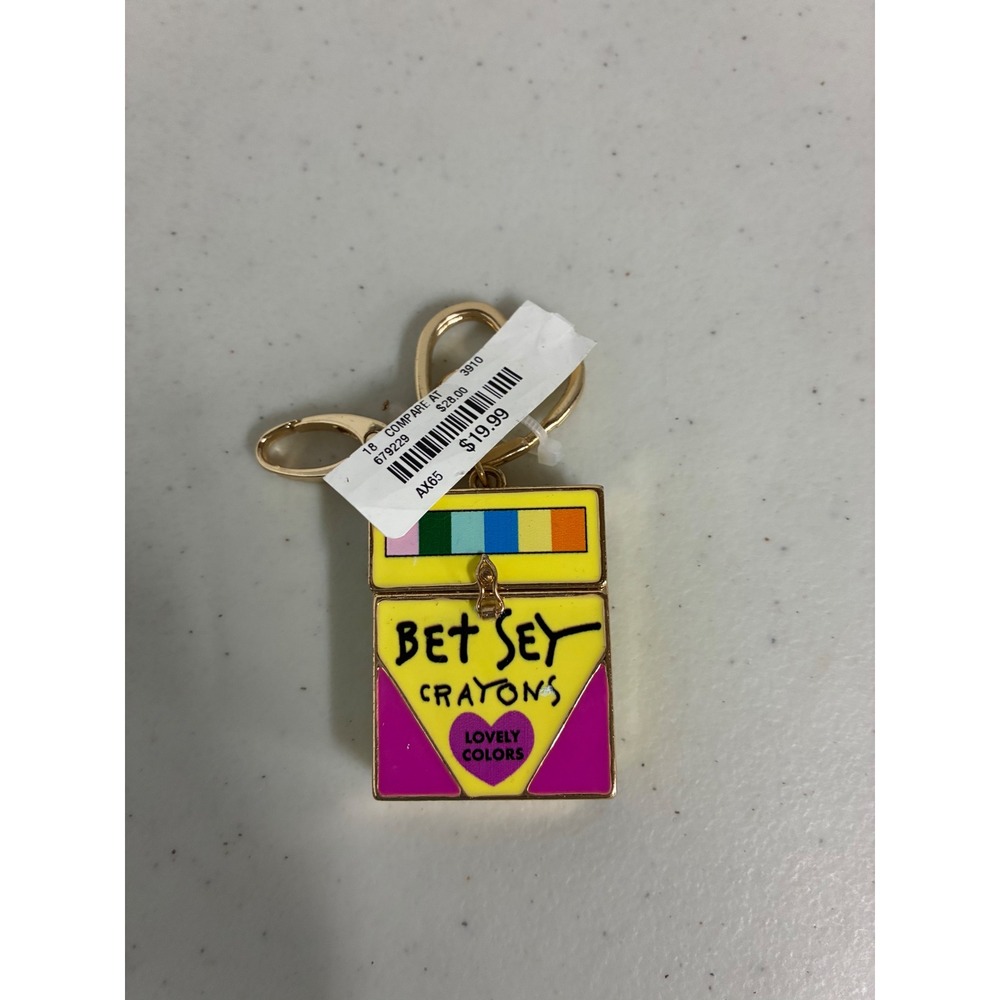 18 COMPARE AT 3910
679229 $28.00
AX65 $19.99
BETSEY
CRAYONS
LOVELY
COLORS